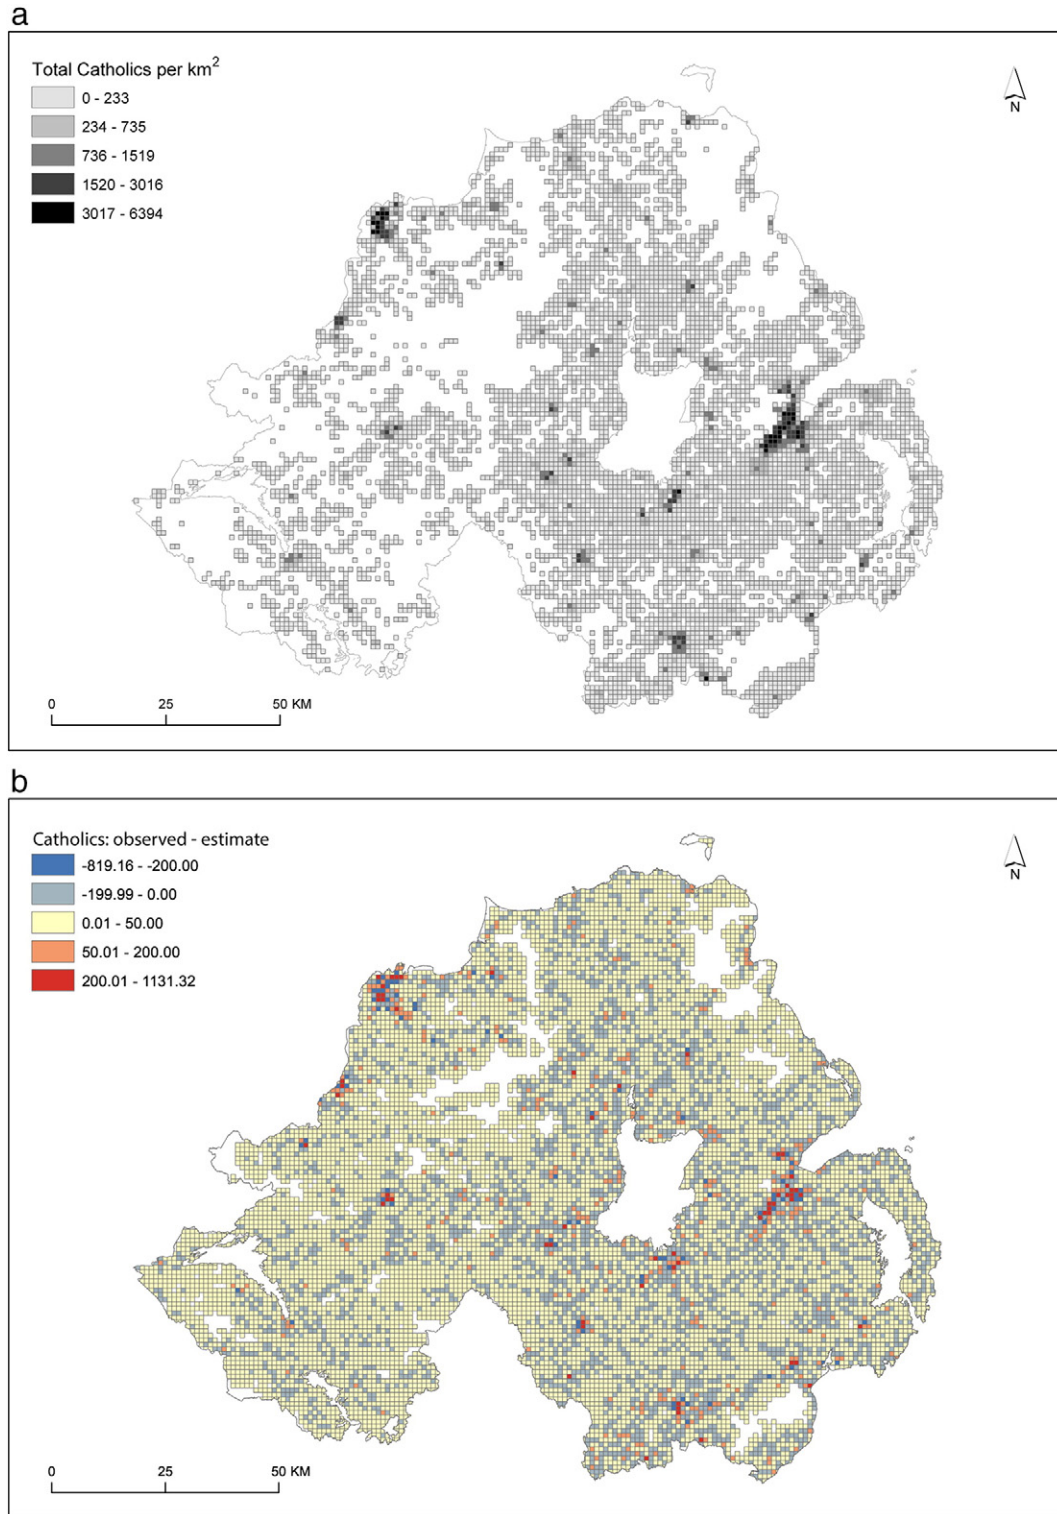 a
Total Catholics per km²
0 - 233
234 - 735
736 - 1519
1520 - 3016
3017 - 6394
N
0 25 50 KM
b
Catholics: observed - estimate
-819.16 - -200.00
-199.99 - 0.00
0.01 - 50.00
50.01 - 200.00
200.01 - 1131.32
N
0 25 50 KM